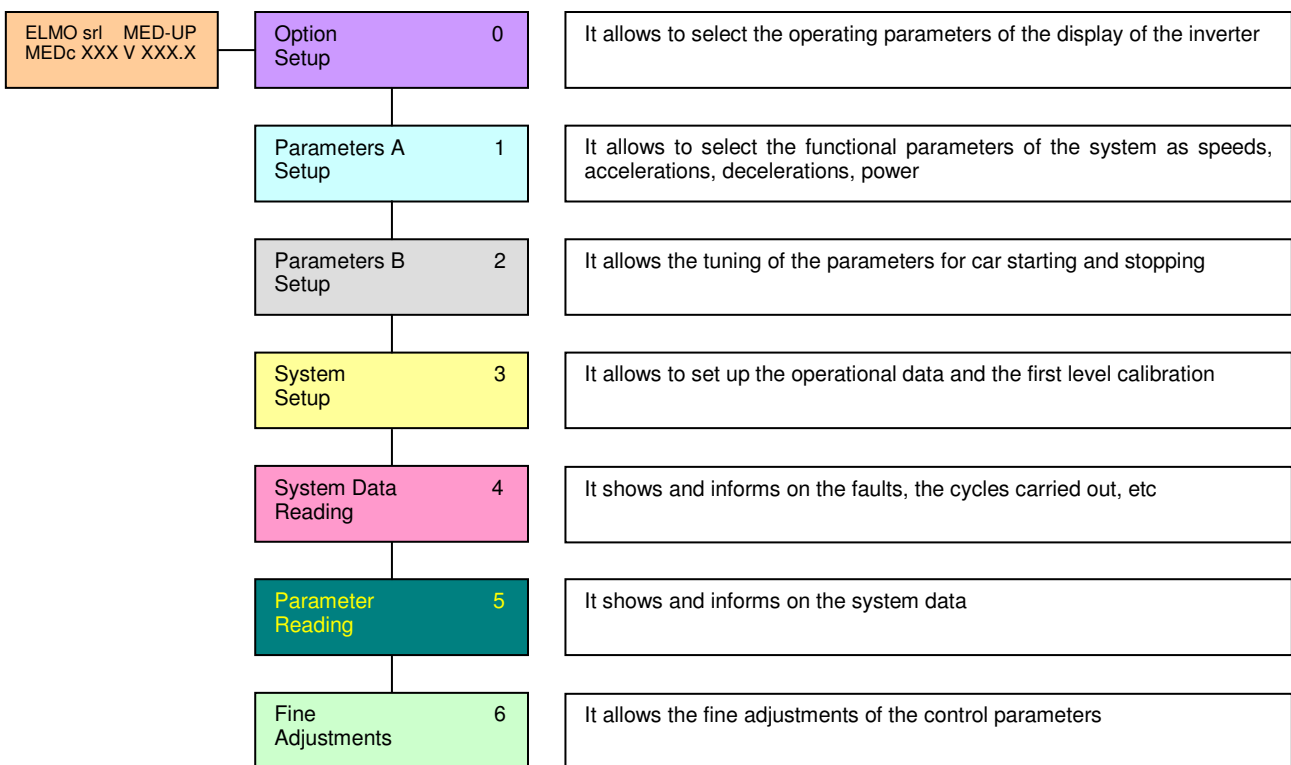 ELMO srl MED-UP
MEDc XXX V XXX.X
Option 0
Setup
It allows to select the operating parameters of the display of the inverter
Parameters A 1
Setup
It allows to select the functional parameters of the system as speeds,
accelerations, decelerations, power
Parameters B 2
Setup
It allows the tuning of the parameters for car starting and stopping
System 3
Setup
It allows to set up the operational data and the first level calibration
System Data 4
Reading
It shows and informs on the faults, the cycles carried out, etc
Parameter 5
Reading
It shows and informs on the system data
Fine 6
Adjustments
It allows the fine adjustments of the control parameters